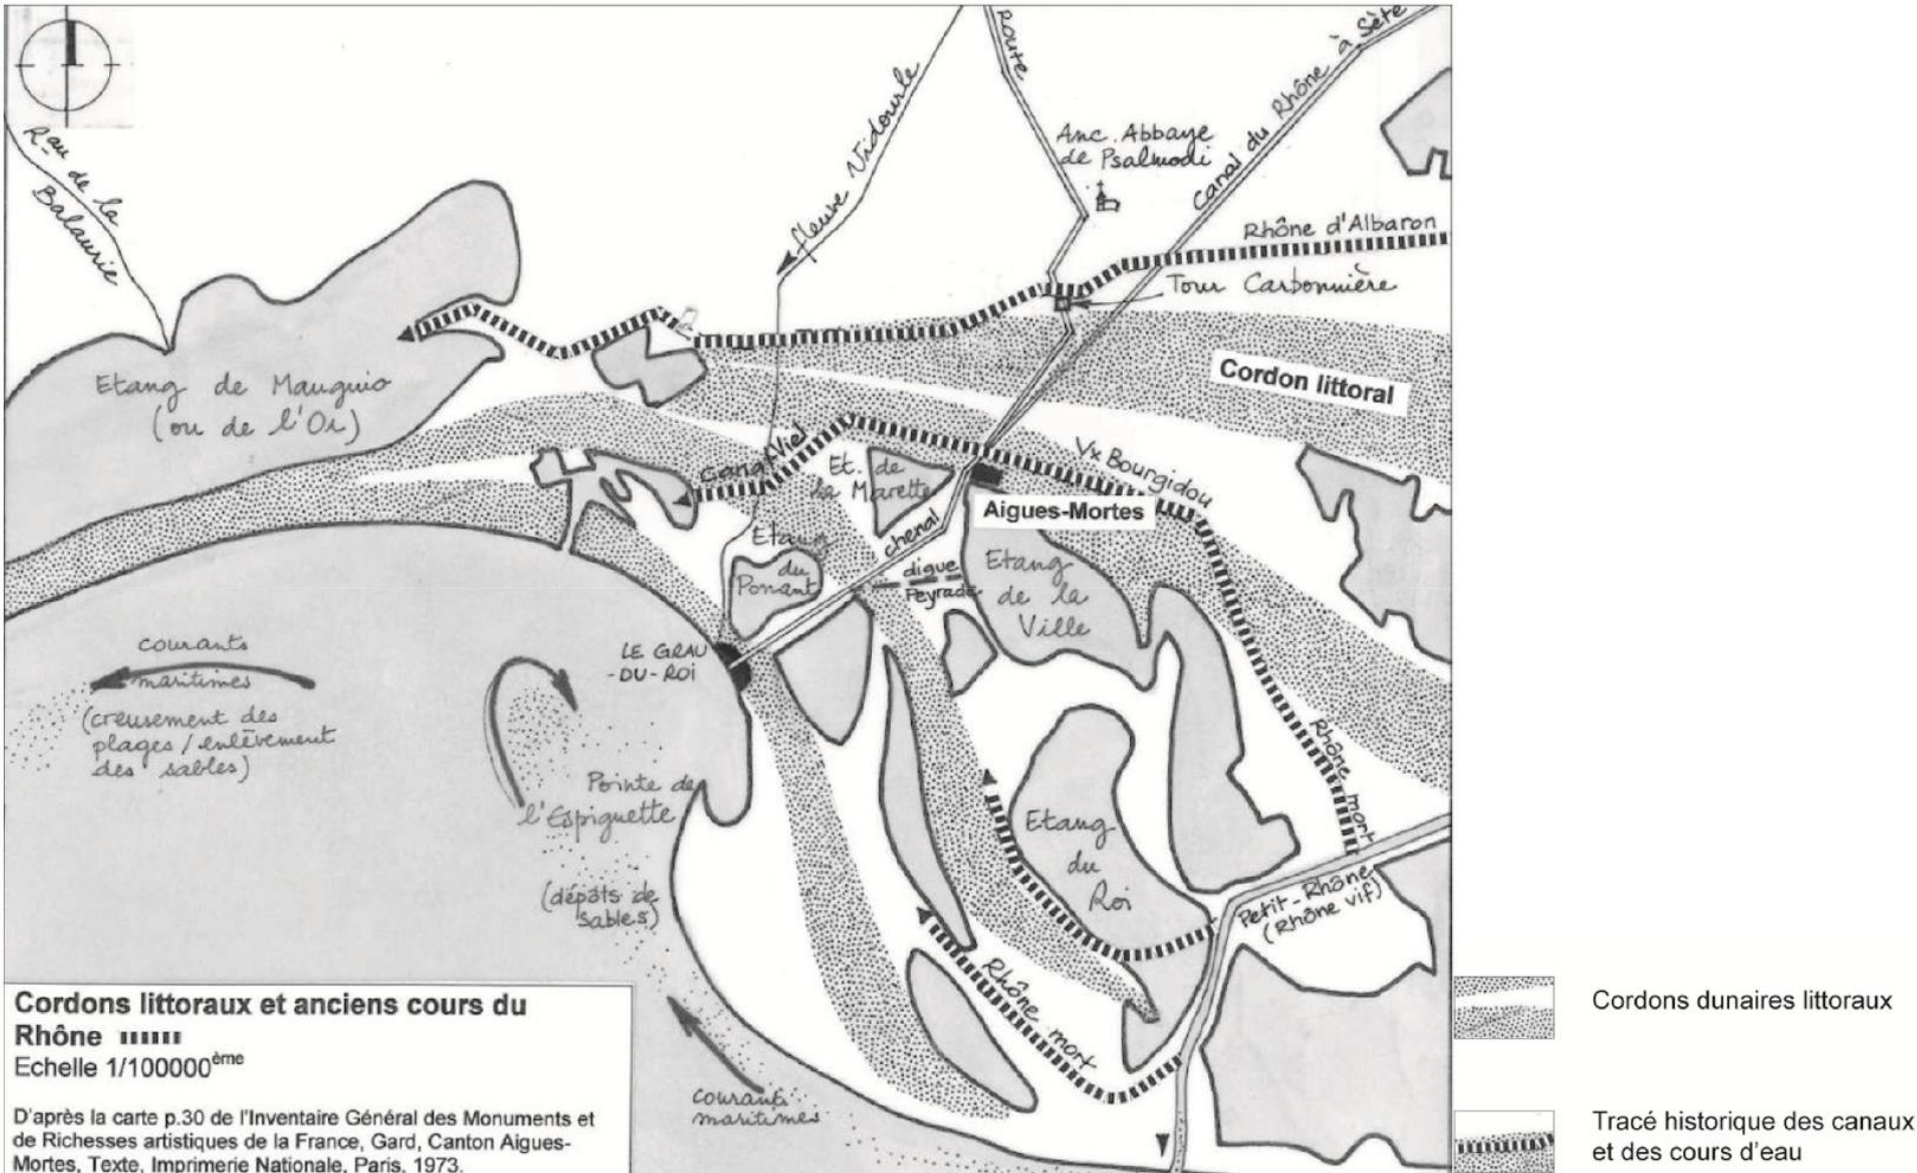 Rau de la
Balaurie
fleuve Vidourle
Route
Anc. Abbaye
de Psalmodi
Canal du Rhône à Sète
Rhône d'Albaron
Tour Carbonnière
Cordon littoral
Etang de Mauguio
(ou de l'Or)
Canal Viel
Et. de
la Marette
Vx Bourgidou
Aigues-Mortes
chenal
Etang
du
Ponant
digue
Peyrade
Etang
de la
Ville
LE GRAU
-DU-ROI
courants
maritimes
(creusement des
plages / enlèvement
des sables)
Pointe de
l'Espiguette
(dépôts de
sables)
Rhône mort
Etang
du
Roi
Petit-Rhône
(Rhône vif)
Rhône mort
courants
maritimes
Cordons littoraux et anciens cours du
Rhône
Echelle 1/100000ème
D'après la carte p.30 de l'Inventaire Général des Monuments et
de Richesses artistiques de la France, Gard, Canton Aigues-
Mortes, Texte, Imprimerie Nationale, Paris, 1973.
Cordons dunaires littoraux
Tracé historique des canaux
et des cours d'eau